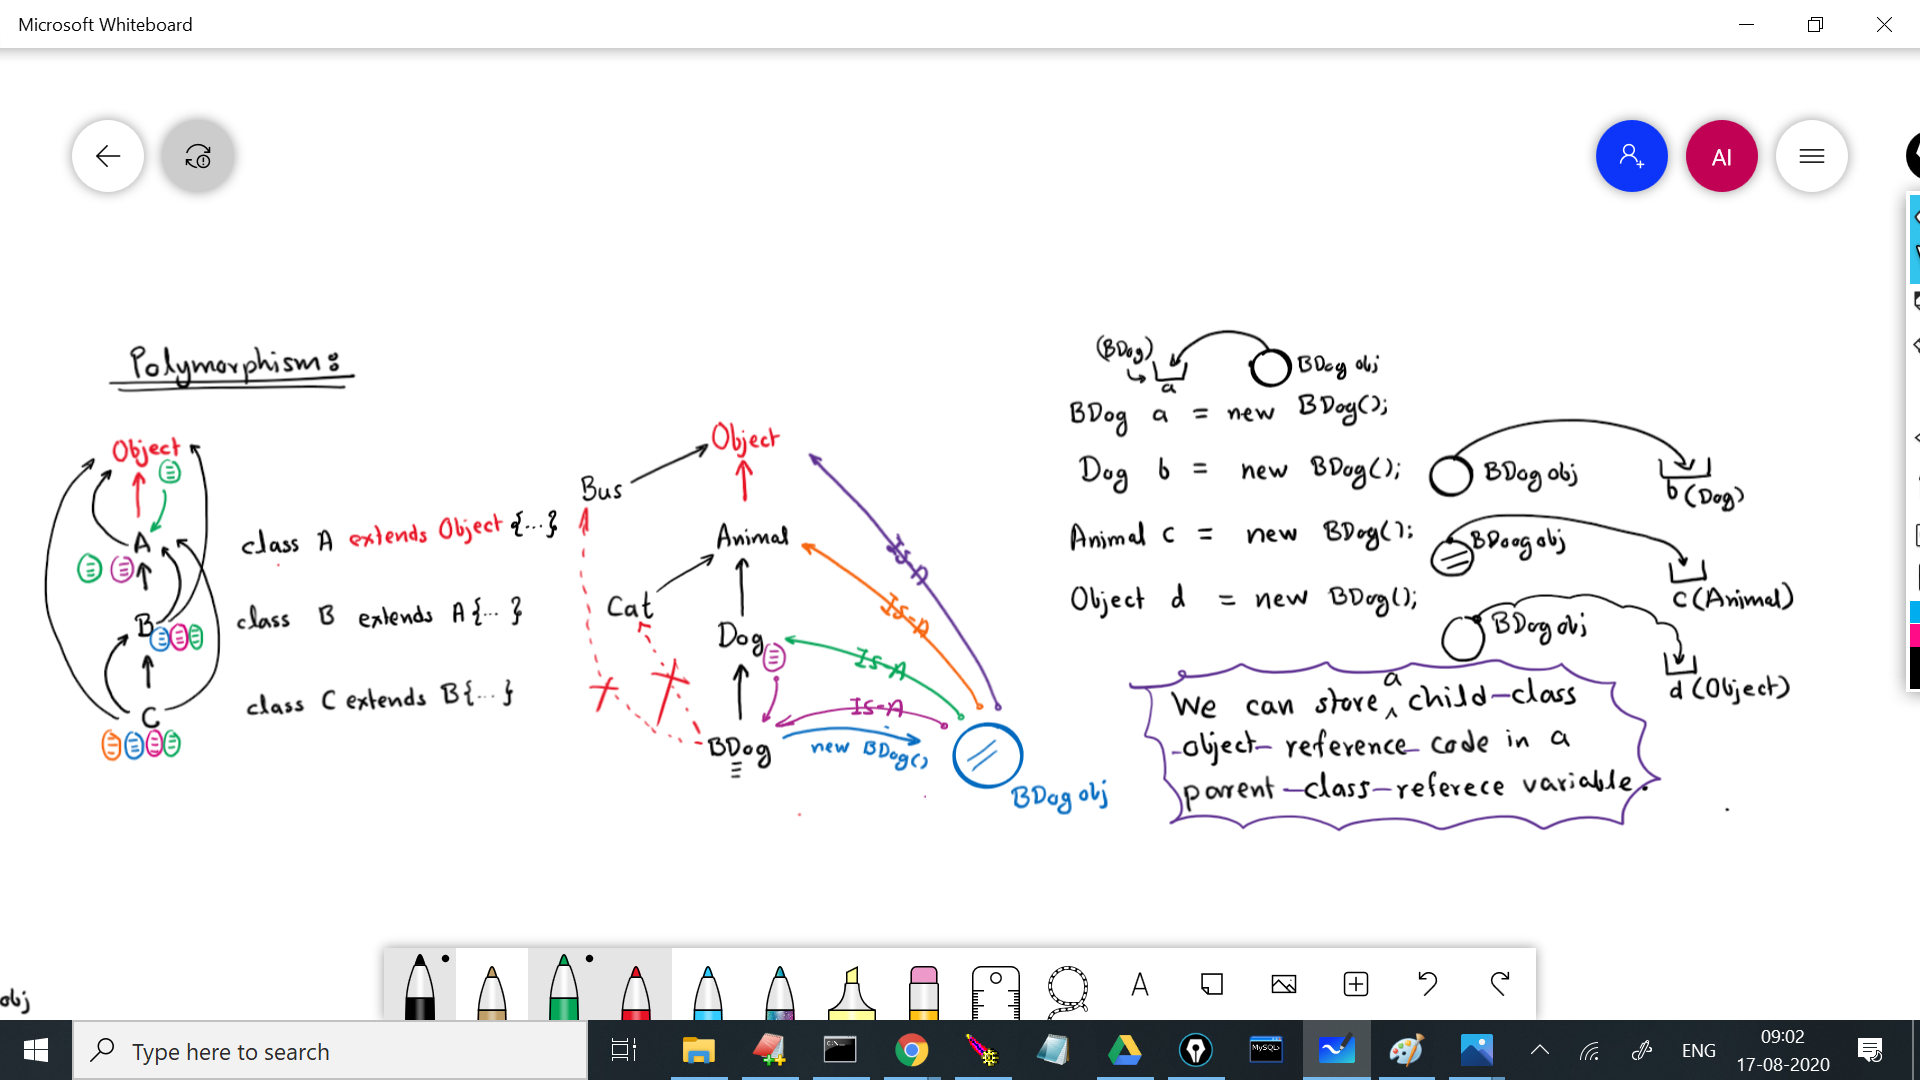 Microsoft Whiteboard
AI
Polymorphism:
Object
A
B
C
class A extends Object {...}
class B extends A{... }
class C extends B{...}
Object
Bus
Animal
Cat
Dog
BDog
Is-A
Is-A
Is-A
Is-A
new BDog()
BDog obj
(BDog)
a
BDog obj
BDog a = new BDog();
Dog b = new BDog();
BDog obj
b (Dog)
Animal c = new BDog();
BDoog obj
c (Animal)
Object d = new BDog();
BDog obj
d (Object)
We can store a child-class
-object- reference- code in a
parent-class-referece variable.
obj
A
Type here to search
MySQL
ENG
09:02
17-08-2020